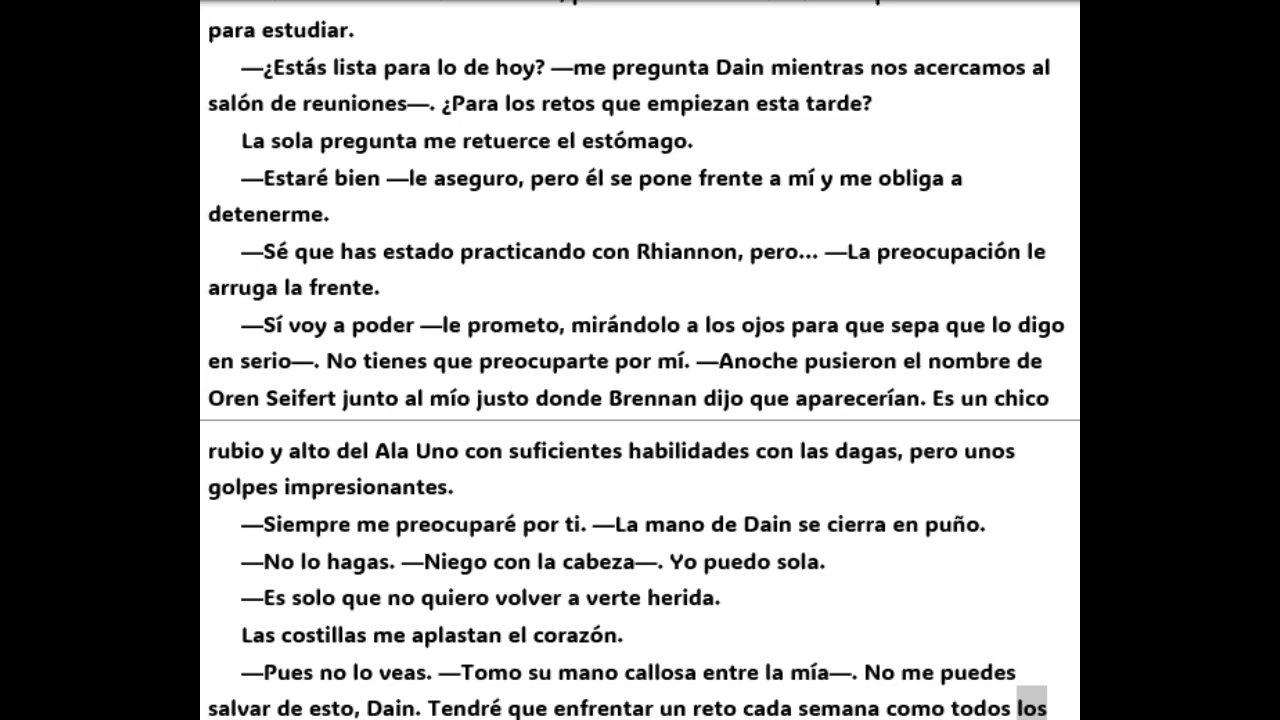 para estudiar.
—¿Estás lista para lo de hoy? —me pregunta Dain mientras nos acercamos al
salón de reuniones—. ¿Para los retos que empiezan esta tarde?
La sola pregunta me retuerce el estómago.
—Estaré bien —le aseguro, pero él se pone frente a mí y me obliga a
detenerme.
—Sé que has estado practicando con Rhiannon, pero... —La preocupación le
arruga la frente.
—Sí voy a poder —le prometo, mirándolo a los ojos para que sepa que lo digo
en serio—. No tienes que preocuparte por mí. —Anoche pusieron el nombre de
Oren Seifert junto al mío justo donde Brennan dijo que aparecerían. Es un chico
rubio y alto del Ala Uno con suficientes habilidades con las dagas, pero unos
golpes impresionantes.
—Siempre me preocuparé por ti. —La mano de Dain se cierra en puño.
—No lo hagas. —Niego con la cabeza—. Yo puedo sola.
—Es solo que no quiero volver a verte herida.
Las costillas me aplastan el corazón.
—Pues no lo veas. —Tomo su mano callosa entre la mía—. No me puedes
salvar de esto, Dain. Tendré que enfrentar un reto cada semana como todos los